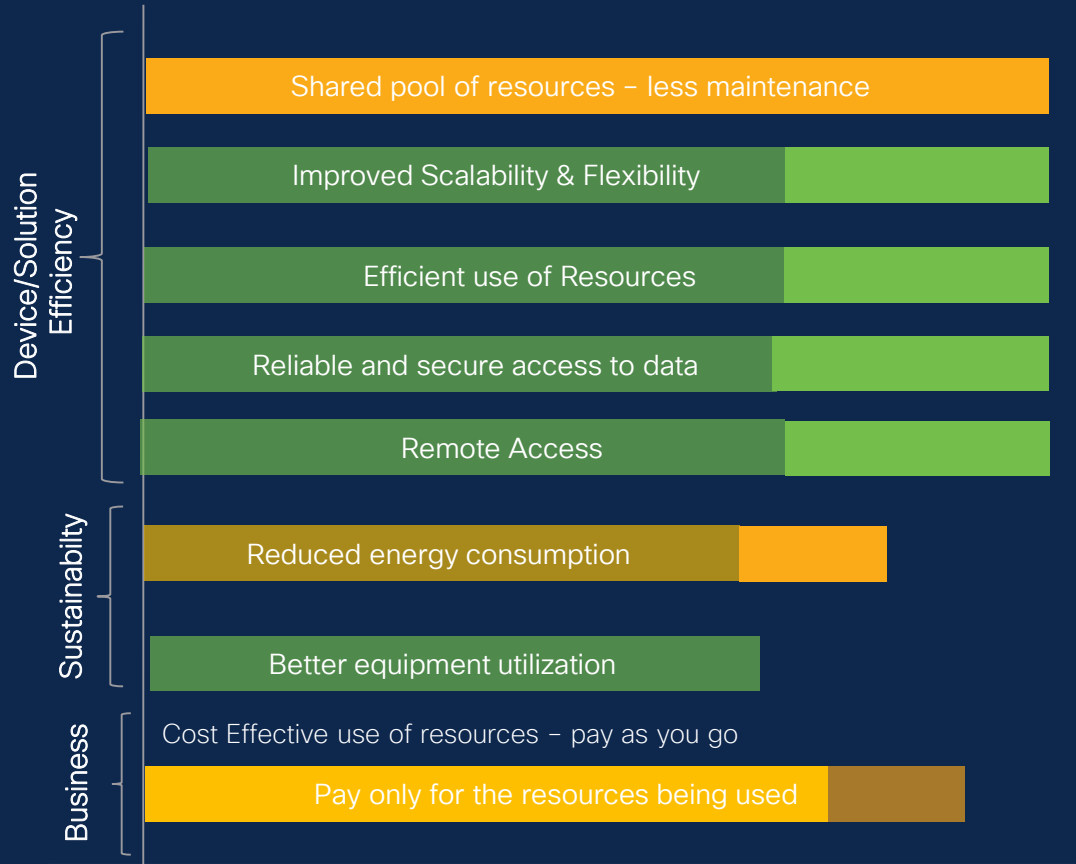 Device/Solution
Efficiency
Shared pool of resources – less maintenance
Improved Scalability & Flexibility
Efficient use of Resources
Reliable and secure access to data
Remote Access
Sustainabilty
Reduced energy consumption
Better equipment utilization
Business
Cost Effective use of resources – pay as you go
Pay only for the resources being used